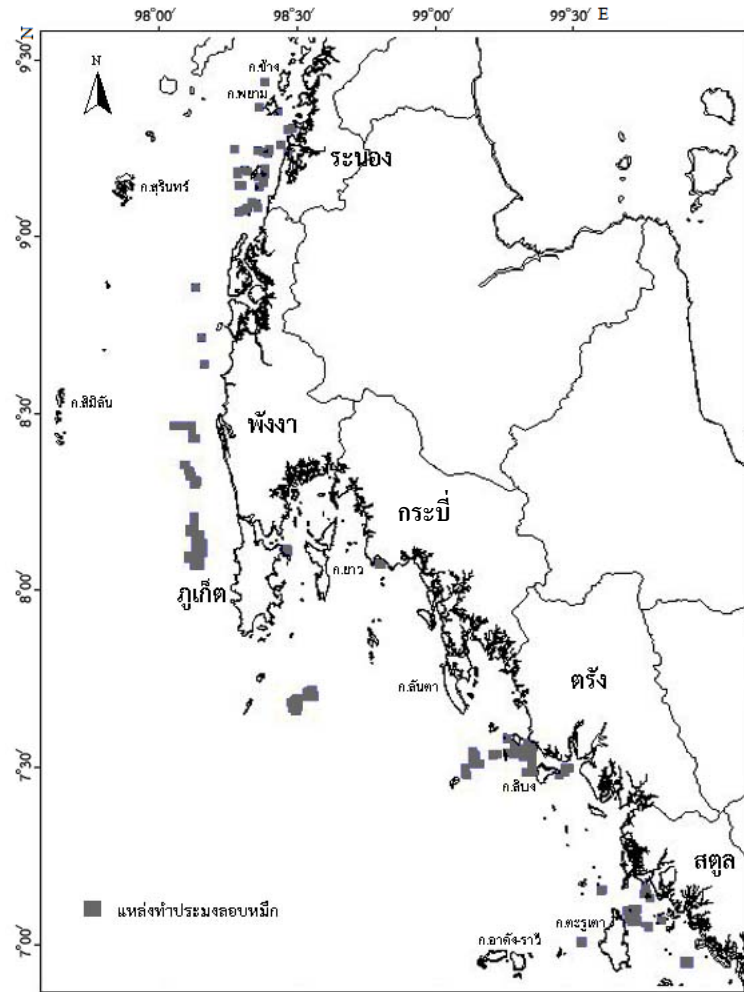 98°00′ 98°30′ 99°00′ 99°30′ E
N
9°30′
N
ก.ช้าง
ก.พยาม
ระนอง
ก.สุรินทร์
9°00′
ก.สิมิลัน
8°30′
พังงา
กระบี่
ก.ยาว
8°00′
ภูเก็ต
ตรัง
ก.ลันตา
7°30′
ก.ลิบง
สตูล
แหล่งทำประมงลอบหมึก
ก.ตะรุเตา
ก.อาดัง-ราวี
7°00′